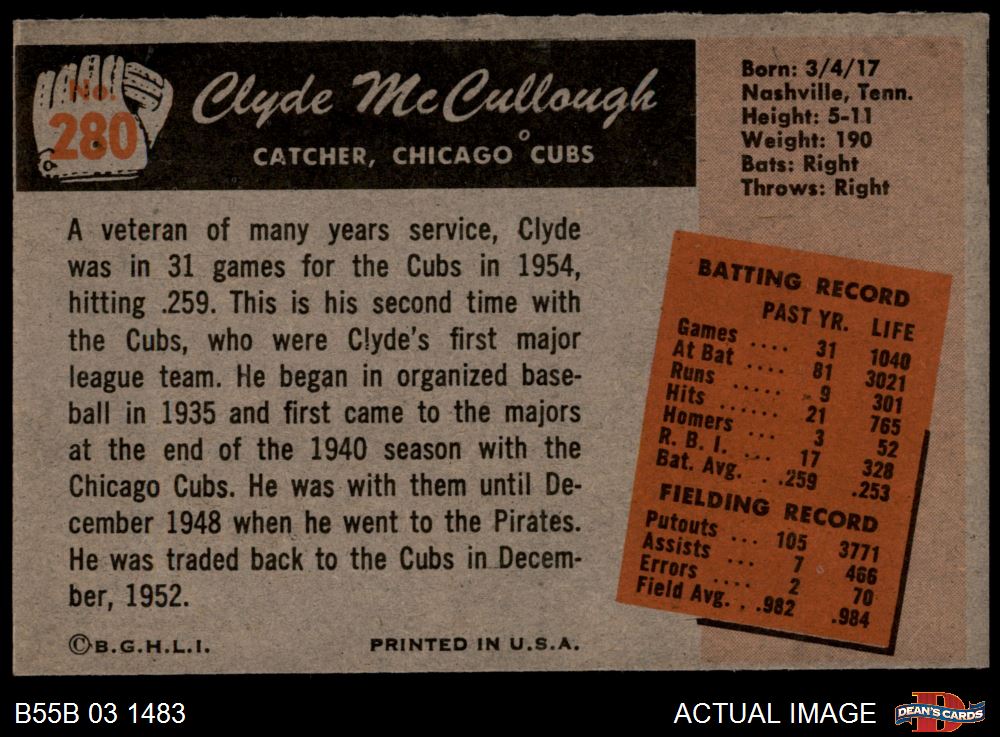 No.
280
Clyde McCullough
CATCHER, CHICAGO CUBS
Born: 3/4/17
Nashville, Tenn.
Height: 5-11
Weight: 190
Bats: Right
Throws: Right
A veteran of many years service, Clyde
was in 31 games for the Cubs in 1954,
hitting .259. This is his second time with
the Cubs, who were Clyde's first major
league team. He began in organized base-
ball in 1935 and first came to the majors
at the end of the 1940 season with the
Chicago Cubs. He was with them until De-
cember 1948 when he went to the Pirates.
He was traded back to the Cubs in Decem-
ber, 1952.
©B.G.H.L.I. PRINTED IN U.S.A.
BATTING RECORD
PAST YR. LIFE
Games .... 31 1040
At Bat .... 81 3021
Runs ..... 9 301
Hits ...... 21 765
Homers ... 3 52
R. B. I. ... 17 328
Bat. Avg. . .259 .253
FIELDING RECORD
Putouts ... 105 3771
Assists ... 7 466
Errors .... 2 70
Field Avg. . .982 .984
B55B 03 1483 ACTUAL IMAGE DEAN'S CARDS